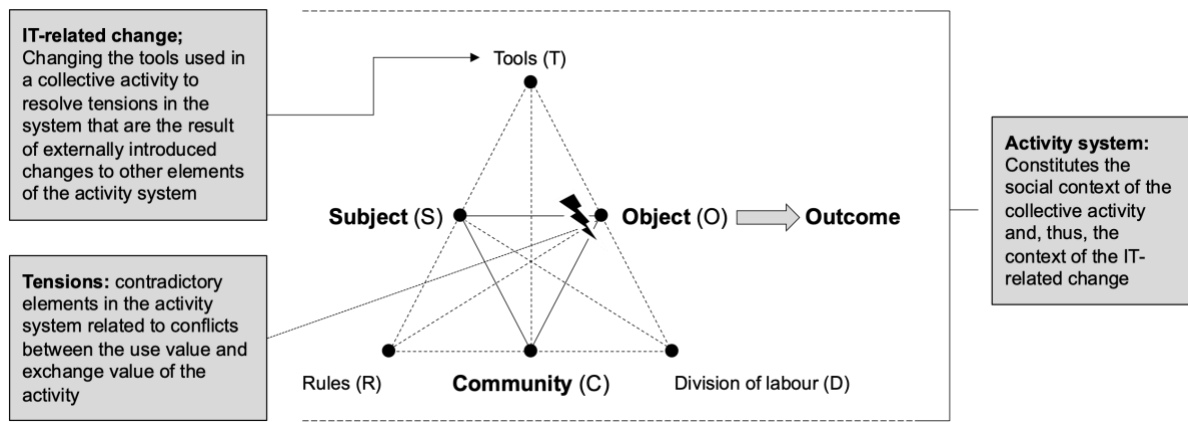 IT-related change;
Changing the tools used in
a collective activity to
resolve tensions in the
system that are the result
of externally introduced
changes to other elements
of the activity system
Tools (T)
Subject (S)
Object (O)
Outcome
Activity system:
Constitutes the
social context of the
collective activity
and, thus, the
context of the IT-
related change
Tensions: contradictory
elements in the activity
system related to conflicts
between the use value and
exchange value of the
activity
Rules (R)
Community (C)
Division of labour (D)